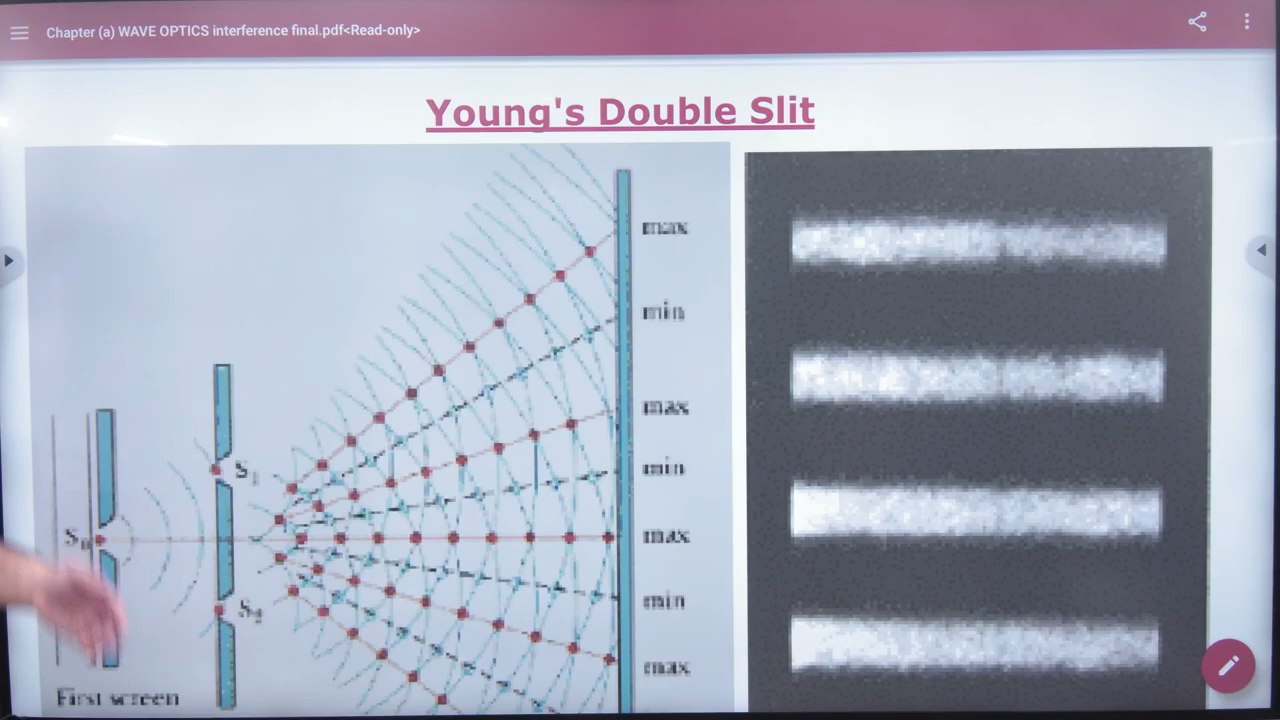 Chapter (a) WAVE OPTICS interference final.pdf<Read-only>
Young's Double Slit
max
min
max
min
S₁
max
S₀
min
S₂
max
First screen